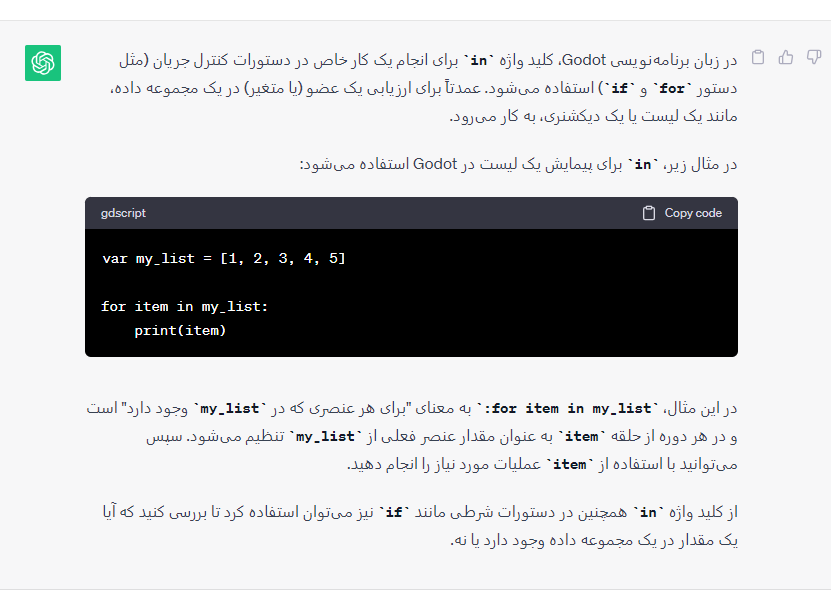 در زبان برنامه‌نویسی Godot، کلید واژه `in` برای انجام یک کار خاص در دستورات کنترل جریان (مثل
دستور `for` و `if`) استفاده می‌شود. عمدتاً برای ارزیابی یک عضو (یا متغیر) در یک مجموعه داده،
مانند یک لیست یا یک دیکشنری، به کار می‌رود.
در مثال زیر، `in` برای پیمایش یک لیست در Godot استفاده می‌شود:
gdscript
Copy code
var my_list = [1, 2, 3, 4, 5]
for item in my_list:
    print(item)
در این مثال، `for item in my_list:` به معنای "برای هر عنصری که در `my_list` وجود دارد" است
و در هر دوره از حلقه `item` به عنوان مقدار عنصر فعلی از `my_list` تنظیم می‌شود. سپس
می‌توانید با استفاده از `item` عملیات مورد نیاز را انجام دهید.
از کلید واژه `in` همچنین در دستورات شرطی مانند `if` نیز می‌توان استفاده کرد تا بررسی کنید که آیا
یک مقدار در یک مجموعه داده وجود دارد یا نه.